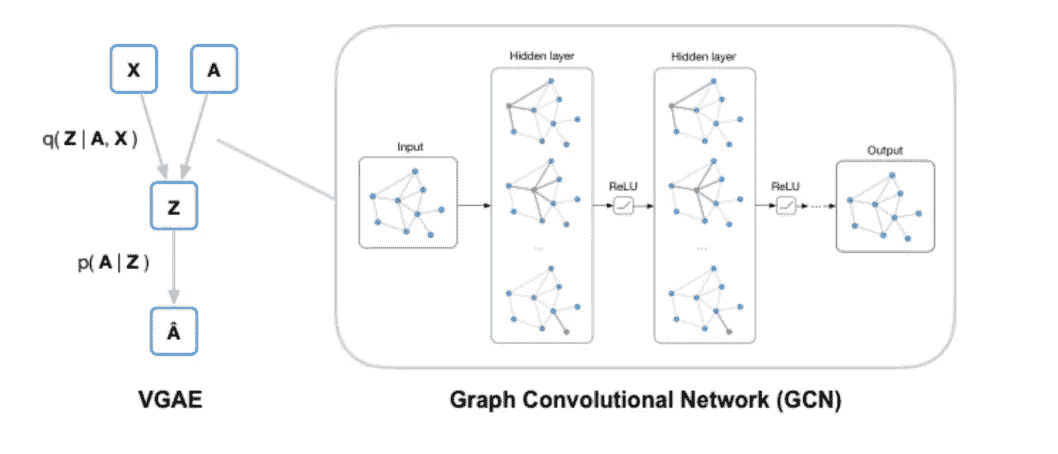 X
A
q( Z | A, X )
Z
p( A | Z )
Â
VGAE
Input
Hidden layer
...
ReLU
Hidden layer
...
ReLU
Output
Graph Convolutional Network (GCN)